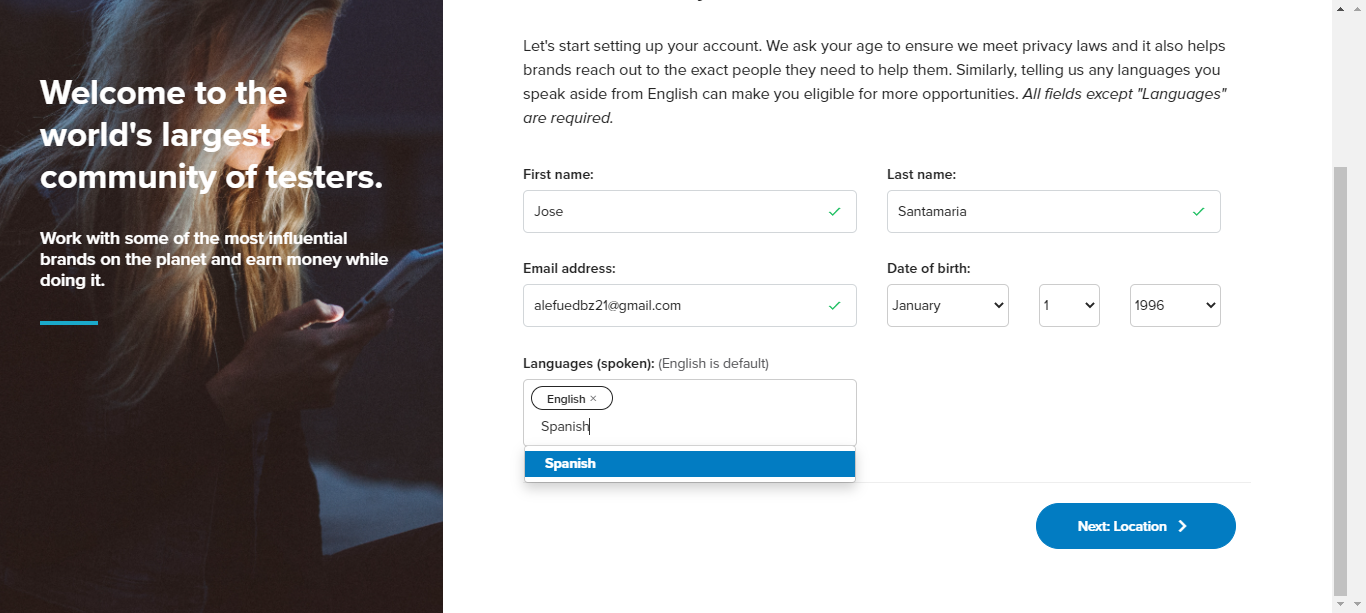 Welcome to the
world's largest
community of testers.
Work with some of the most influential
brands on the planet and earn money while
doing it.
Let's start setting up your account. We ask your age to ensure we meet privacy laws and it also helps
brands reach out to the exact people they need to help them. Similarly, telling us any languages you
speak aside from English can make you eligible for more opportunities. All fields except "Languages"
are required.
First name:
Last name:
Jose
Santamaria
Email address:
Date of birth:
alefuedbz21@gmail.com
January
1
1996
Languages (spoken): (English is default)
English ×
Spanish
Spanish
Next: Location